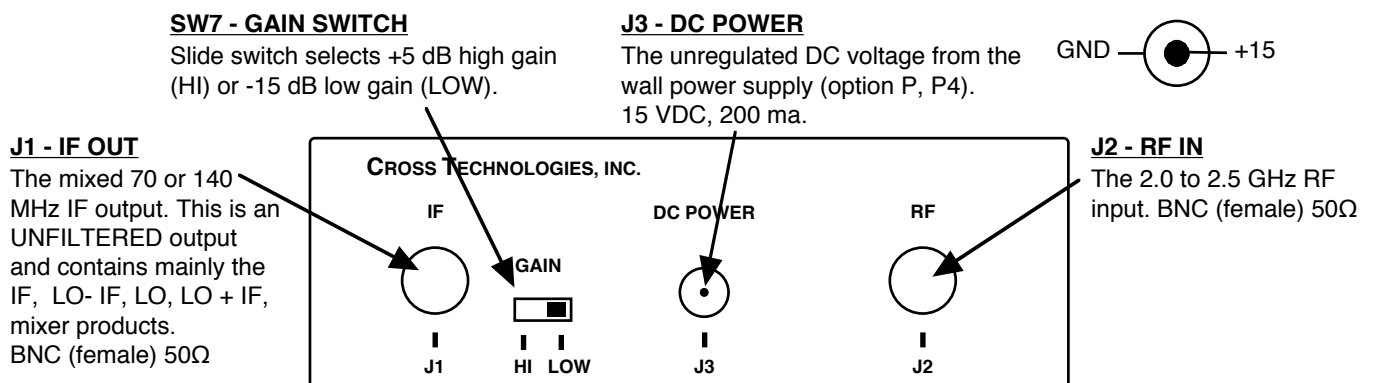 SW7 - GAIN SWITCH
Slide switch selects +5 dB high gain
(HI) or -15 dB low gain (LOW).
J3 - DC POWER
The unregulated DC voltage from the
wall power supply (option P, P4).
15 VDC, 200 ma.
GND
+15
J1 - IF OUT
The mixed 70 or 140
MHz IF output. This is an
UNFILTERED output
and contains mainly the
IF, LO- IF, LO, LO + IF,
mixer products.
BNC (female) 50Ω
CROSS TECHNOLOGIES, INC.
IF
DC POWER
RF
GAIN
J1
HI LOW
J3
J2
J2 - RF IN
The 2.0 to 2.5 GHz RF
input. BNC (female) 50Ω